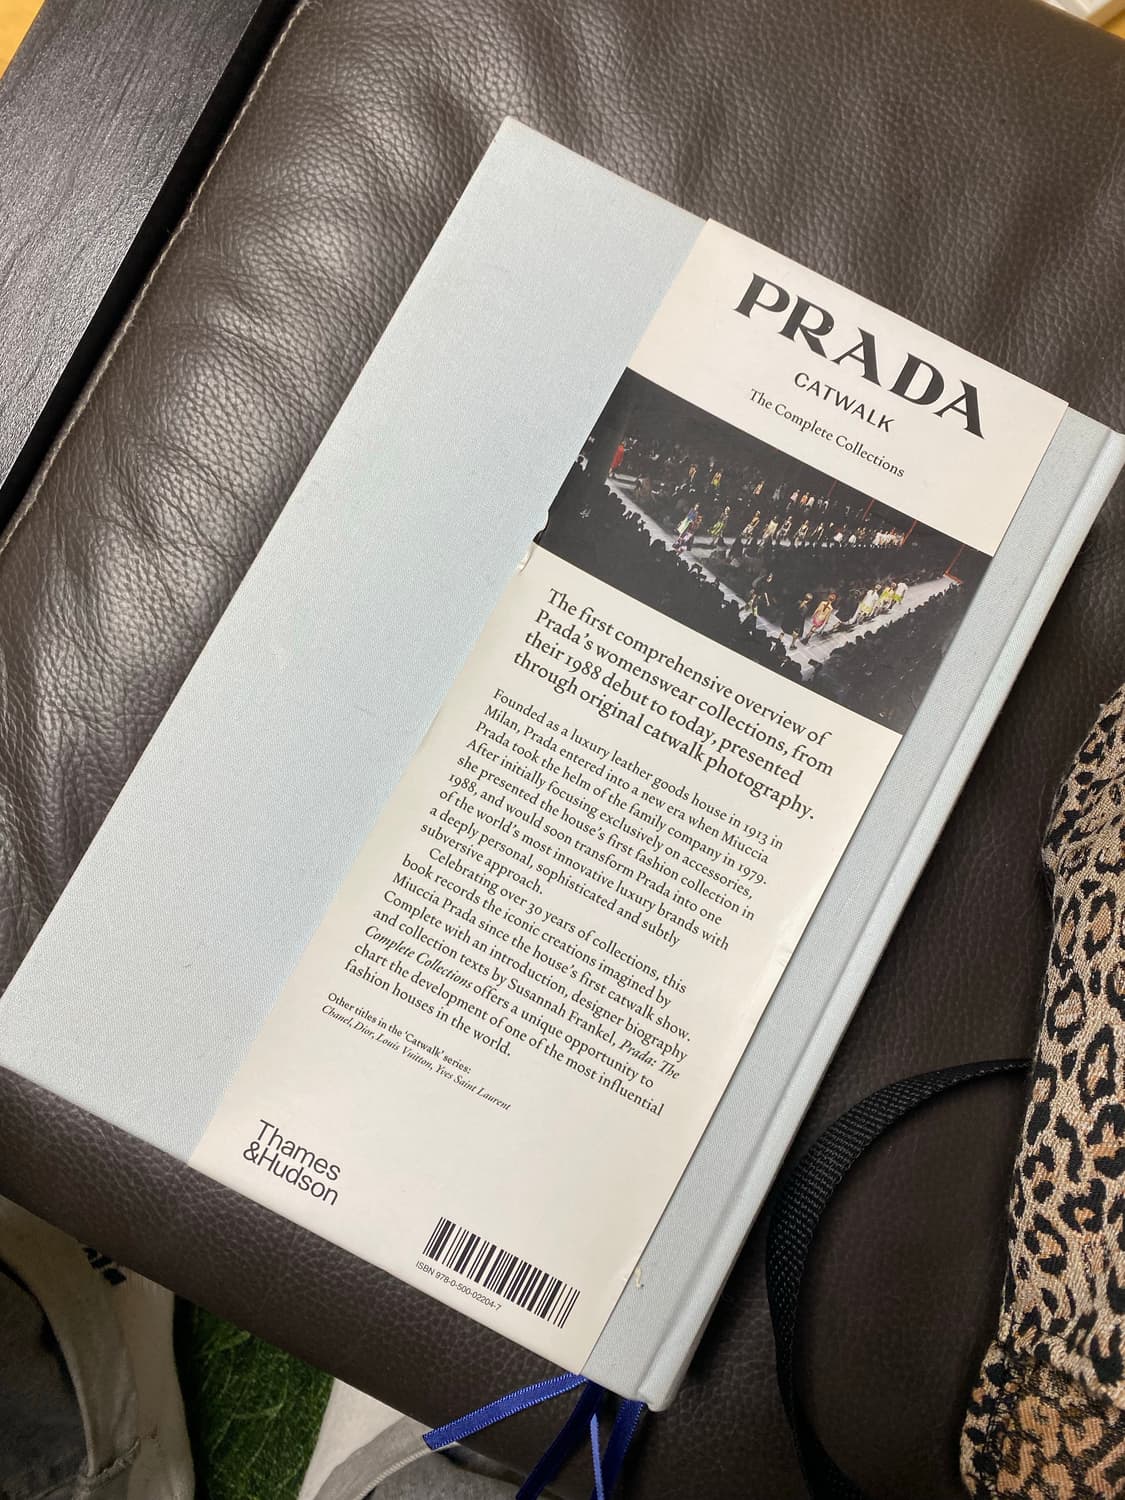 PRADA
CATWALK
The Complete Collections
The first comprehensive overview of
Prada's womenswear collections, from
their 1988 debut to today, presented
through original catwalk photography.
Founded as a luxury leather goods house in 1913 in
Milan, Prada entered into a new era when Miuccia
Prada took the helm of the family company in 1979.
After initially focusing exclusively on accessories,
she presented the house's first fashion collection in
1988, and would soon transform Prada into one
of the world's most innovative luxury brands with
a deeply personal, sophisticated and subtly
subversive approach.
Celebrating over 30 years of collections, this
book records the iconic creations imagined by
Miuccia Prada since the house's first catwalk show.
Complete with an introduction, designer biography
and collection texts by Susannah Frankel, Prada: The
Complete Collections offers a unique opportunity to
chart the development of one of the most influential
fashion houses in the world.
Other titles in the 'Catwalk' series:
Chanel, Dior, Louis Vuitton, Yves Saint Laurent
Thames
&Hudson
ISBN 978-0-500-02204-7